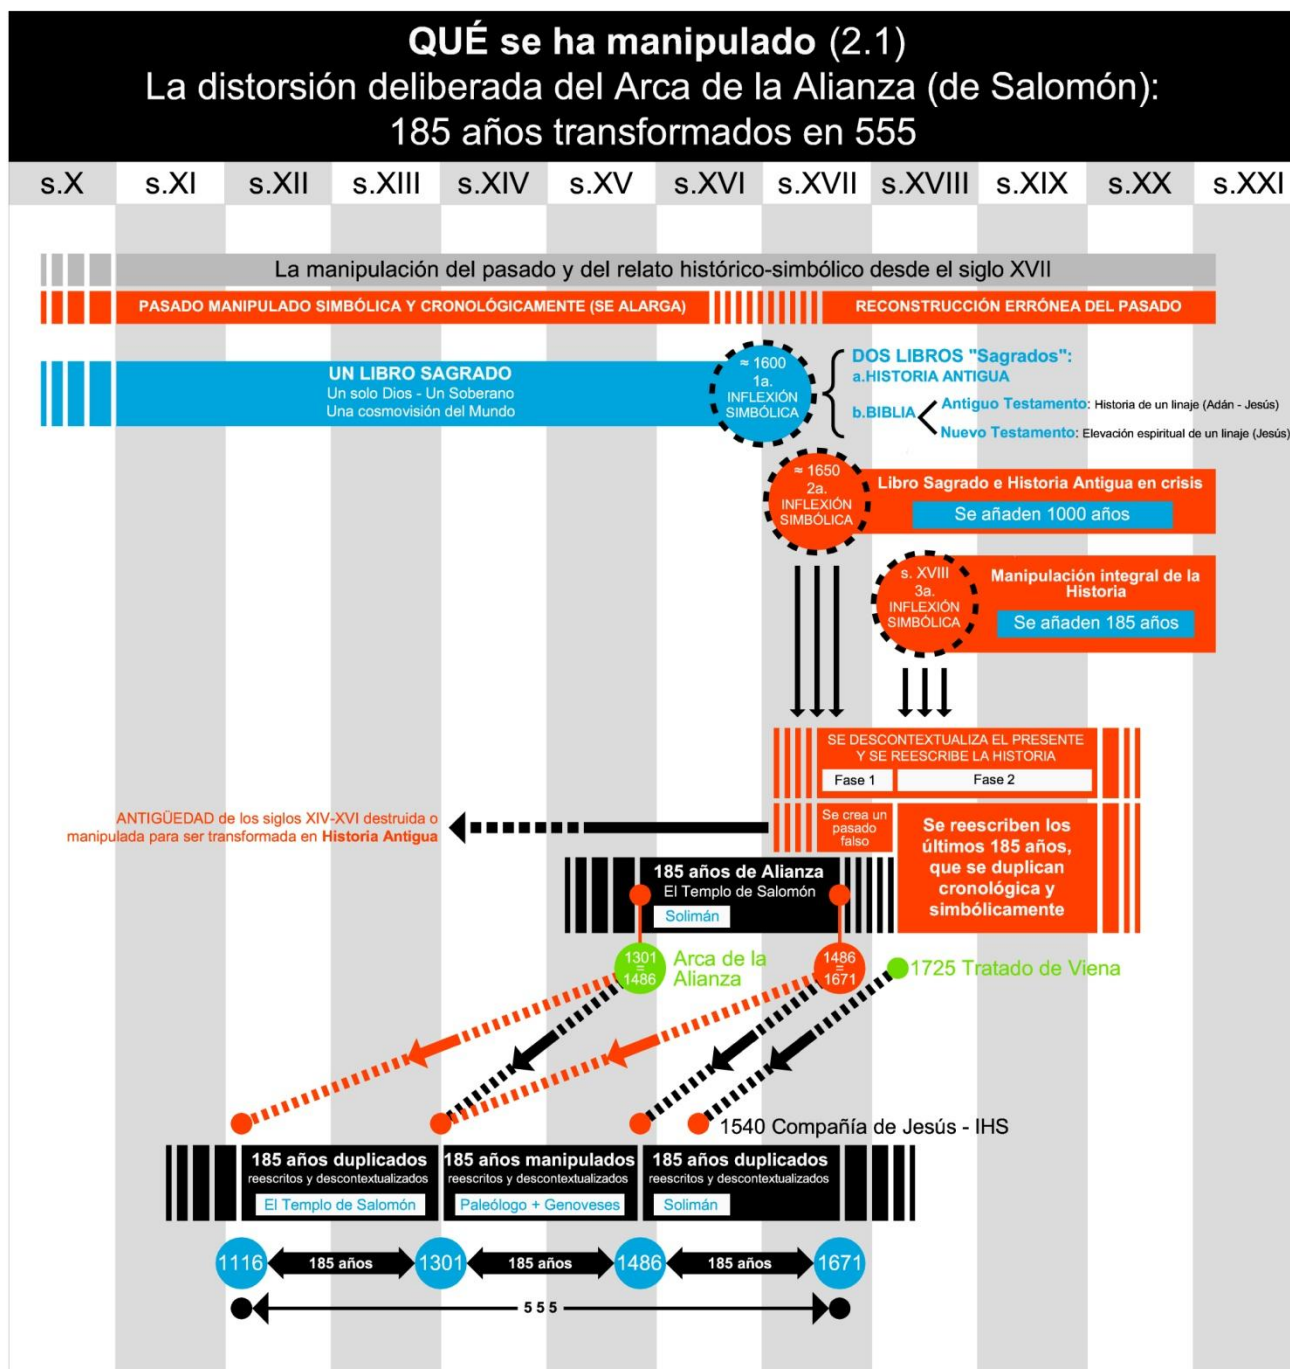 QUÉ se ha manipulado (2.1)
La distorsión deliberada del Arca de la Alianza (de Salomón):
185 años transformados en 555
s.X s.XI s.XII s.XIII s.XIV s.XV s.XVI s.XVII s.XVIII s.XIX s.XX s.XXI
La manipulación del pasado y del relato histórico-simbólico desde el siglo XVII
PASADO MANIPULADO SIMBÓLICA Y CRONOLÓGICAMENTE (SE ALARGA)
RECONSTRUCCIÓN ERRÓNEA DEL PASADO
UN LIBRO SAGRADO
Un solo Dios - Un Soberano
Una cosmovisión del Mundo
≈ 1600
1a.
INFLEXIÓN
SIMBÓLICA
DOS LIBROS "Sagrados":
a.HISTORIA ANTIGUA
b.BIBLIA
Antiguo Testamento: Historia de un linaje (Adán - Jesús)
Nuevo Testamento: Elevación espiritual de un linaje (Jesús)
≈ 1650
2a.
INFLEXIÓN
SIMBÓLICA
Libro Sagrado e Historia Antigua en crisis
Se añaden 1000 años
s. XVIII
3a.
INFLEXIÓN
SIMBÓLICA
Manipulación integral de la
Historia
Se añaden 185 años
SE DESCONTEXTUALIZA EL PRESENTE
Y SE REESCRIBE LA HISTORIA
Fase 1
Fase 2
ANTIGÜEDAD de los siglos XIV-XVI destruida o
manipulada para ser transformada en Historia Antigua
Se crea un
pasado
falso
Se reescriben los
últimos 185 años,
que se duplican
cronológica y
simbólicamente
185 años de Alianza
El Templo de Salomón
Solimán
1301
=
1486
Arca de la
Alianza
1486
=
1671
1725 Tratado de Viena
1540 Compañía de Jesús - IHS
185 años duplicados
reescritos y descontextualizados
El Templo de Salomón
185 años manipulados
reescritos y descontextualizados
Paleólogo + Genoveses
185 años duplicados
reescritos y descontextualizados
Solimán
1116 185 años 1301 185 años 1486 185 años 1671
5 5 5